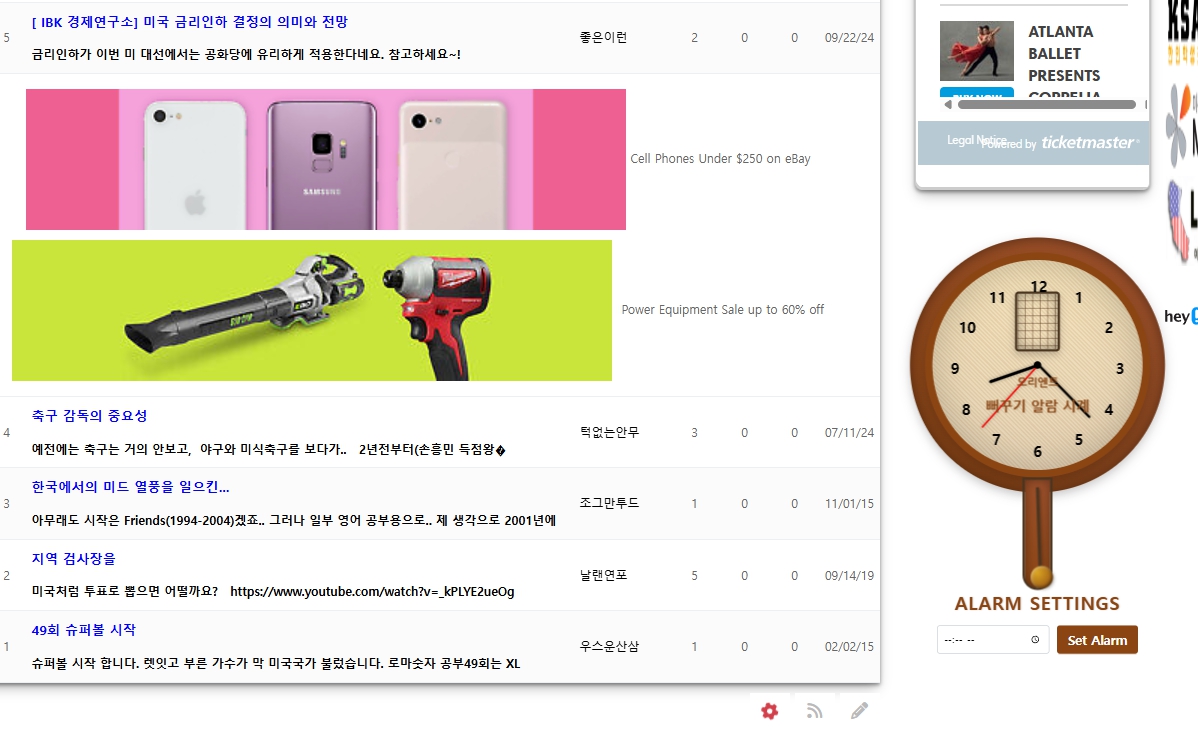 5
[ IBK 경제연구소] 미국 금리인하 결정의 의미와 전망
금리인하가 이번 미 대선에서는 공화당에 유리하게 적용한다네요. 참고하세요~!
좋은이런 2 0 0 09/22/24
SAMSUNG
Cell Phones Under $250 on eBay
Power Equipment Sale up to 60% off
4
축구 감독의 중요성
예전에는 축구는 거의 안보고, 야구와 미식축구를 보다가.. 2년전부터(손흥민 득점왕�
턱없는안무 3 0 0 07/11/24
3
한국에서의 미드 열풍을 일으킨...
아무래도 시작은 Friends(1994-2004)겠죠.. 그러나 일부 영어 공부용으로.. 제 생각으로 2001년에
조그만투드 1 0 0 11/01/15
2
지역 검사장을
미국처럼 투표로 뽑으면 어떨까요? https://www.youtube.com/watch?v=_kPLYE2ueOg
날랜연포 5 0 0 09/14/19
1
49회 슈퍼볼 시작
슈퍼볼 시작 합니다. 렛잇고 부른 가수가 막 미국국가 불렀습니다. 로마숫자 공부49회는 XL
우스운산삼 1 0 0 02/02/15
ATLANTA
BALLET
PRESENTS
COPPELIA
BUY NOW
Legal Notice
Powered by ticketmaster
12
1
2
3
4
5
6
7
8
9
10
11
오리엔트
뻐꾸기 알람 시계
ALARM SETTINGS
--:-- --
Set Alarm
KSA
hey